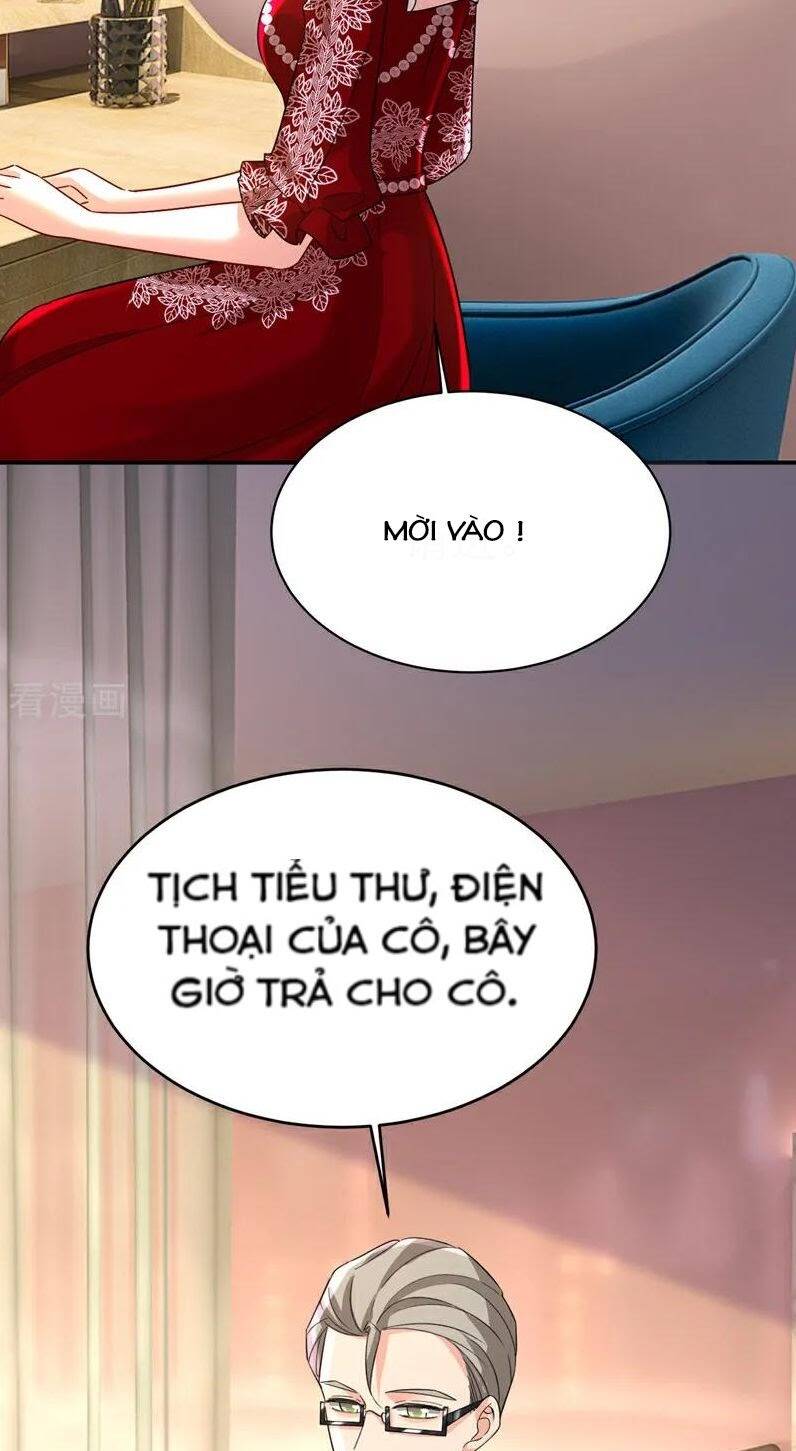 MỜI VÀO !
看漫画
TỊCH TIỂU THƯ, ĐIỆN
THOẠI CỦA CÔ, BÂY
GIỜ TRẢ CHO CÔ.